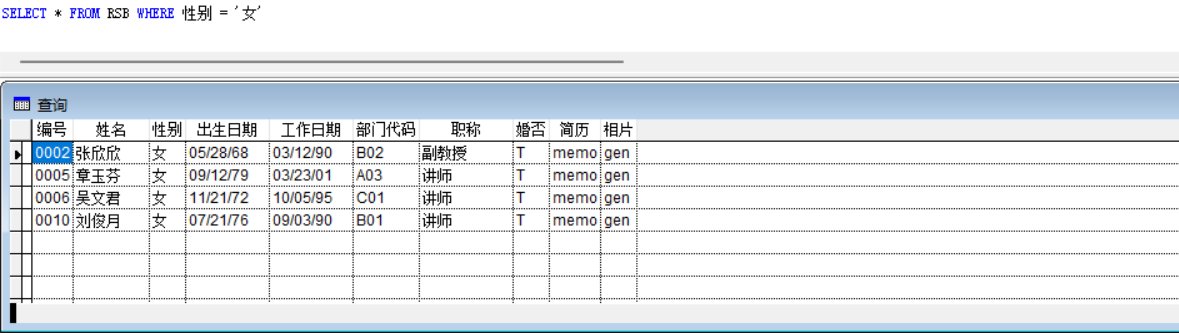 SELECT * FROM RSB WHERE 性别 = '女'
查询
编号 姓名 性别 出生日期 工作日期 部门代码 职称 婚否 简历 相片
0002 张欣欣 女 05/28/68 03/12/90 B02 副教授 T memo gen
0005 章玉芬 女 09/12/79 03/23/01 A03 讲师 T memo gen
0006 吴文君 女 11/21/72 10/05/95 C01 讲师 T memo gen
0010 刘俊月 女 07/21/76 09/03/90 B01 讲师 T memo gen